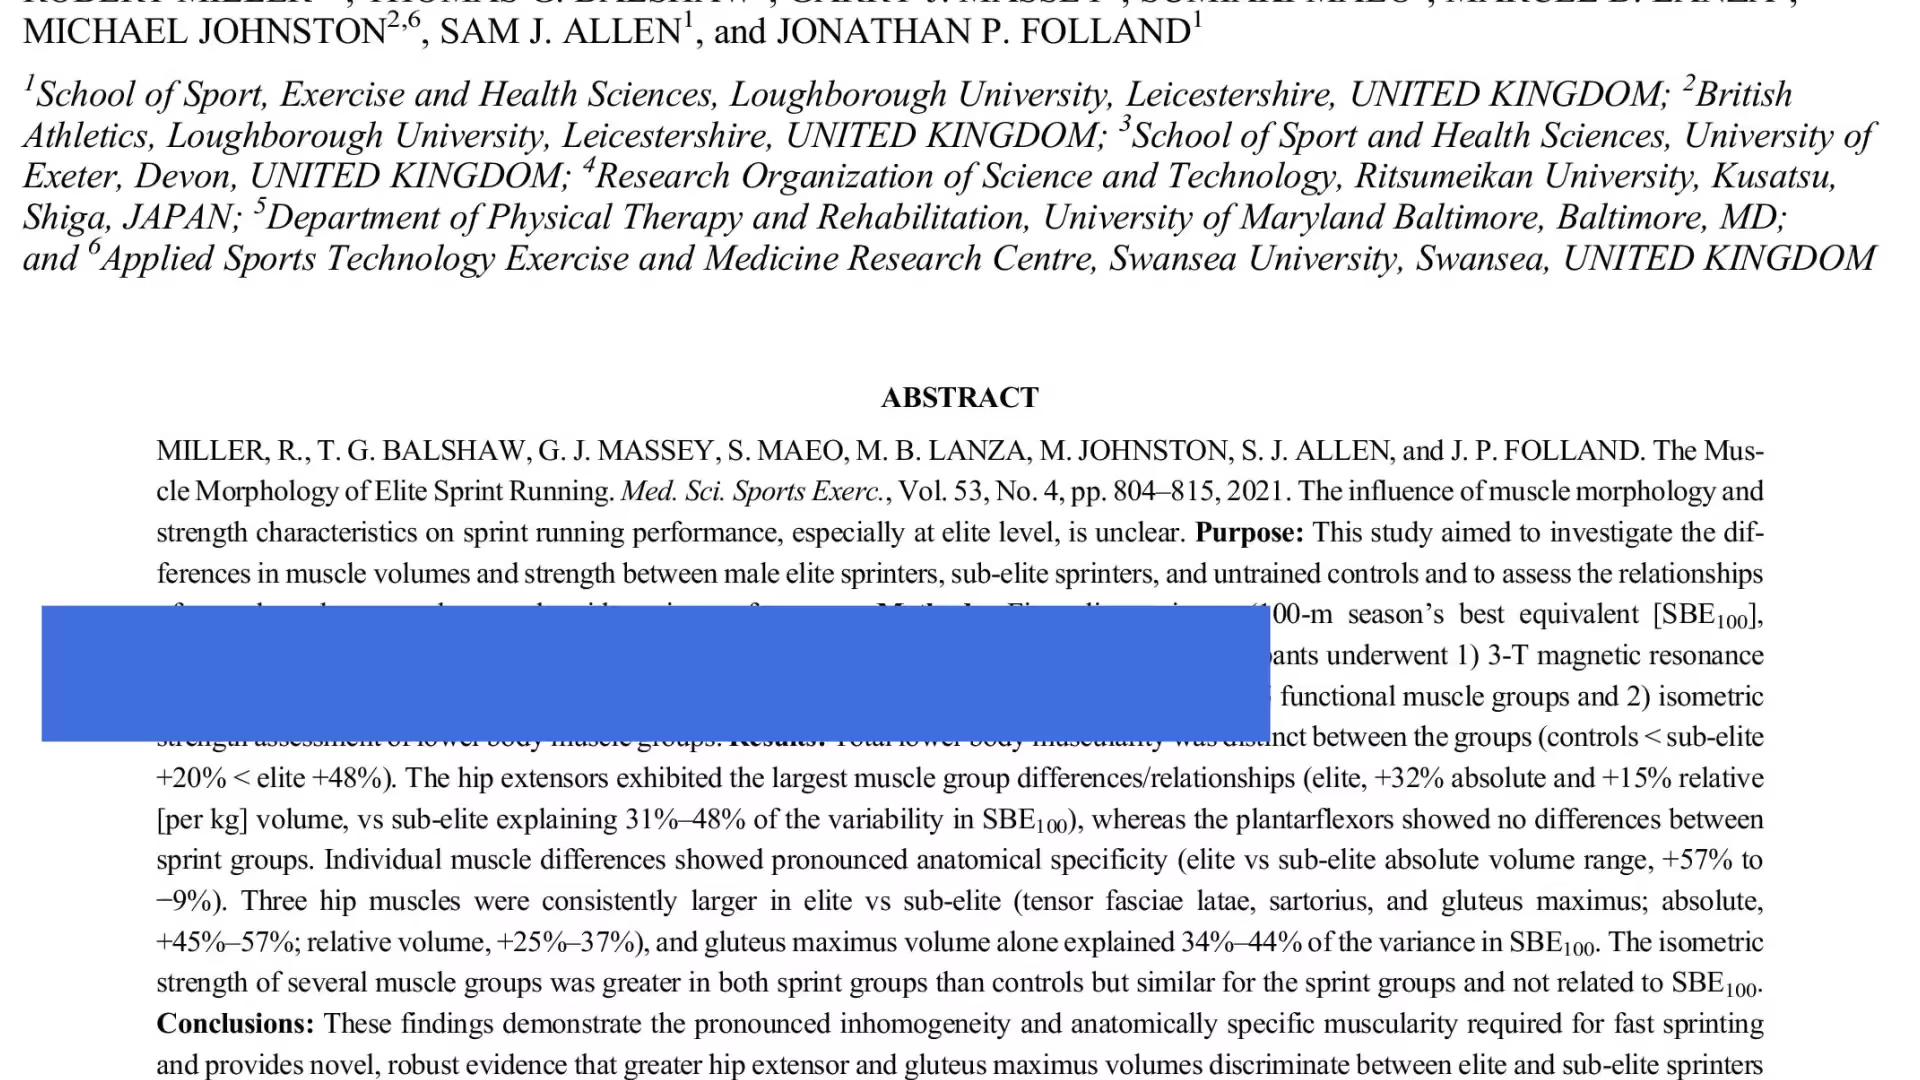 MICHAEL JOHNSTON2,6, SAM J. ALLEN1, and JONATHAN P. FOLLAND1
1School of Sport, Exercise and Health Sciences, Loughborough University, Leicestershire, UNITED KINGDOM; 2British
Athletics, Loughborough University, Leicestershire, UNITED KINGDOM; 3School of Sport and Health Sciences, University of
Exeter, Devon, UNITED KINGDOM; 4Research Organization of Science and Technology, Ritsumeikan University, Kusatsu,
Shiga, JAPAN; 5Department of Physical Therapy and Rehabilitation, University of Maryland Baltimore, Baltimore, MD;
and 6Applied Sports Technology Exercise and Medicine Research Centre, Swansea University, Swansea, UNITED KINGDOM
ABSTRACT
MILLER, R., T. G. BALSHAW, G. J. MASSEY, S. MAEO, M. B. LANZA, M. JOHNSTON, S. J. ALLEN, and J. P. FOLLAND. The Mus-
cle Morphology of Elite Sprint Running. Med. Sci. Sports Exerc., Vol. 53, No. 4, pp. 804–815, 2021. The influence of muscle morphology and
strength characteristics on sprint running performance, especially at elite level, is unclear. Purpose: This study aimed to investigate the dif-
ferences in muscle volumes and strength between male elite sprinters, sub-elite sprinters, and untrained controls and to assess the relationships
00-m season's best equivalent [SBE100],
ants underwent 1) 3-T magnetic resonance
functional muscle groups and 2) isometric
strength assessment of lower body muscle groups. Results: Total lower body muscularity was distinct between the groups (controls < sub-elite
+20% < elite +48%). The hip extensors exhibited the largest muscle group differences/relationships (elite, +32% absolute and +15% relative
[per kg] volume, vs sub-elite explaining 31%–48% of the variability in SBE100), whereas the plantarflexors showed no differences between
sprint groups. Individual muscle differences showed pronounced anatomical specificity (elite vs sub-elite absolute volume range, +57% to
−9%). Three hip muscles were consistently larger in elite vs sub-elite (tensor fasciae latae, sartorius, and gluteus maximus; absolute,
+45%–57%; relative volume, +25%–37%), and gluteus maximus volume alone explained 34%–44% of the variance in SBE100. The isometric
strength of several muscle groups was greater in both sprint groups than controls but similar for the sprint groups and not related to SBE100.
Conclusions: These findings demonstrate the pronounced inhomogeneity and anatomically specific muscularity required for fast sprinting
and provides novel, robust evidence that greater hip extensor and gluteus maximus volumes discriminate between elite and sub-elite sprinters